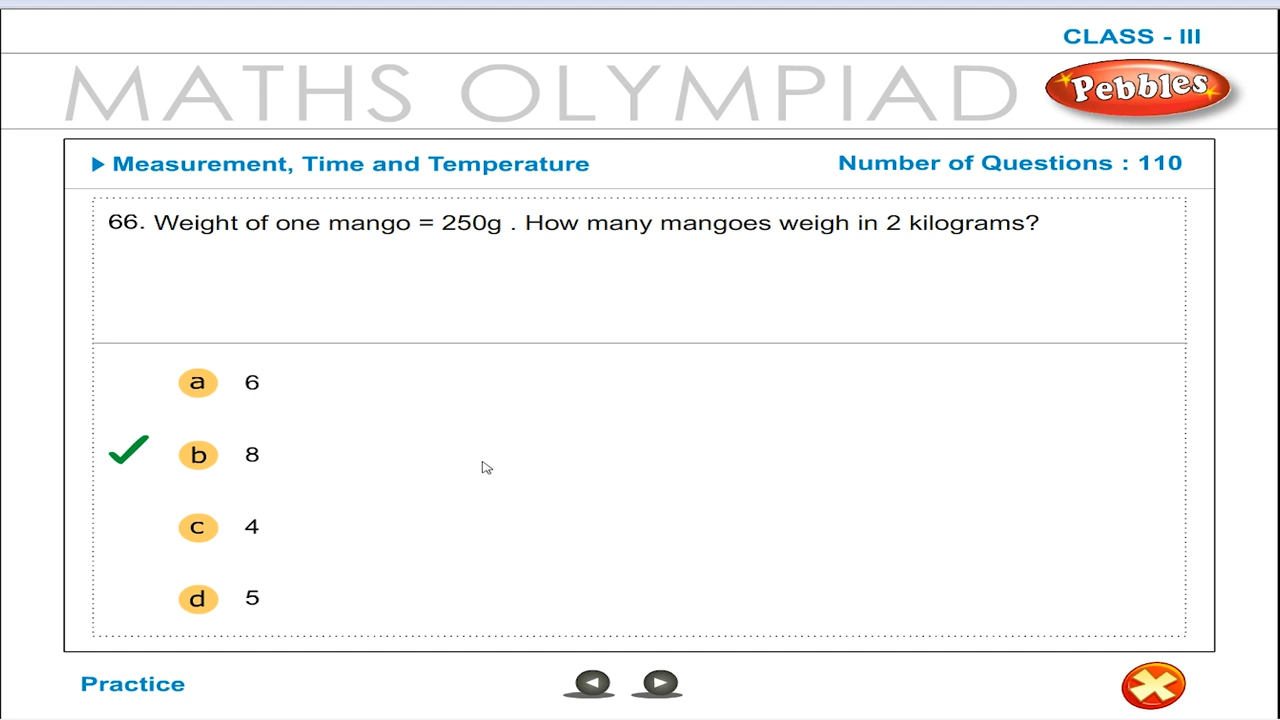 CLASS - III
MATHS OLYMPIAD
Pebbles
Measurement, Time and Temperature
Number of Questions : 110
66. Weight of one mango = 250g . How many mangoes weigh in 2 kilograms?
a 6
b 8
c 4
d 5
Practice